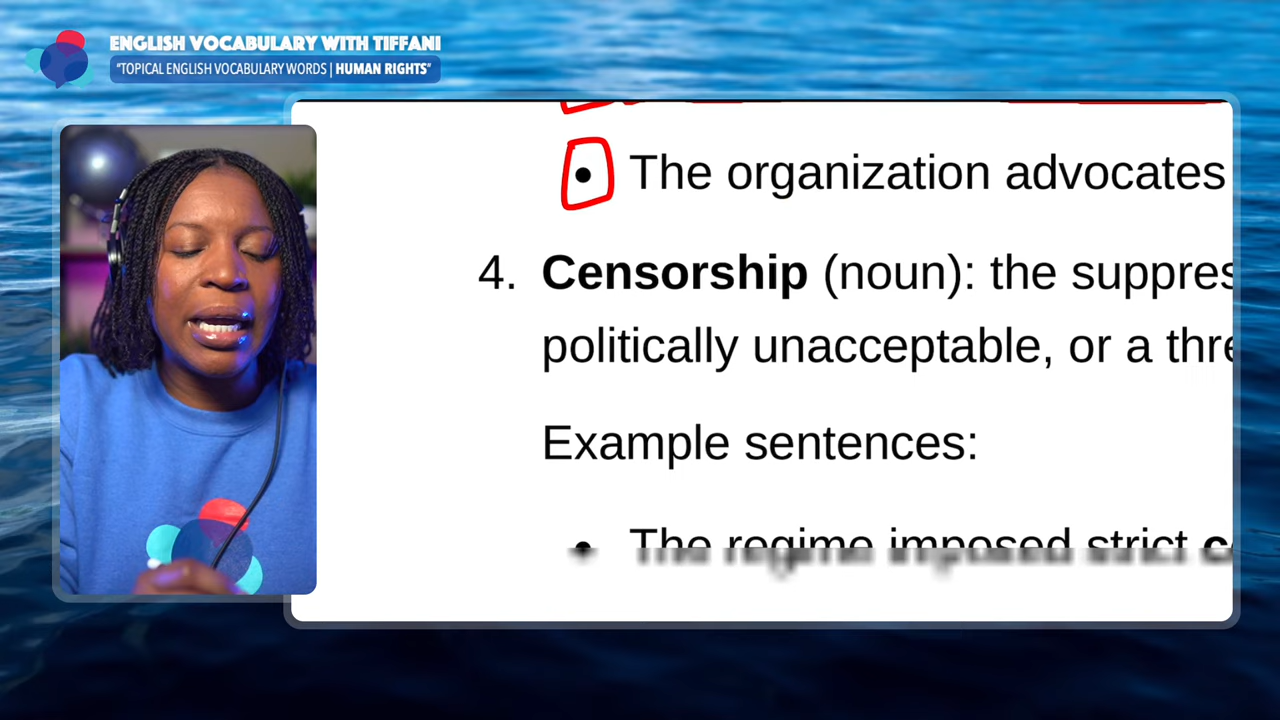 ENGLISH VOCABULARY WITH TIFFANI
"TOPICAL ENGLISH VOCABULARY WORDS | HUMAN RIGHTS"
• The organization advocates
4. Censorship (noun): the suppres
politically unacceptable, or a thre
Example sentences:
• The regime imposed strict